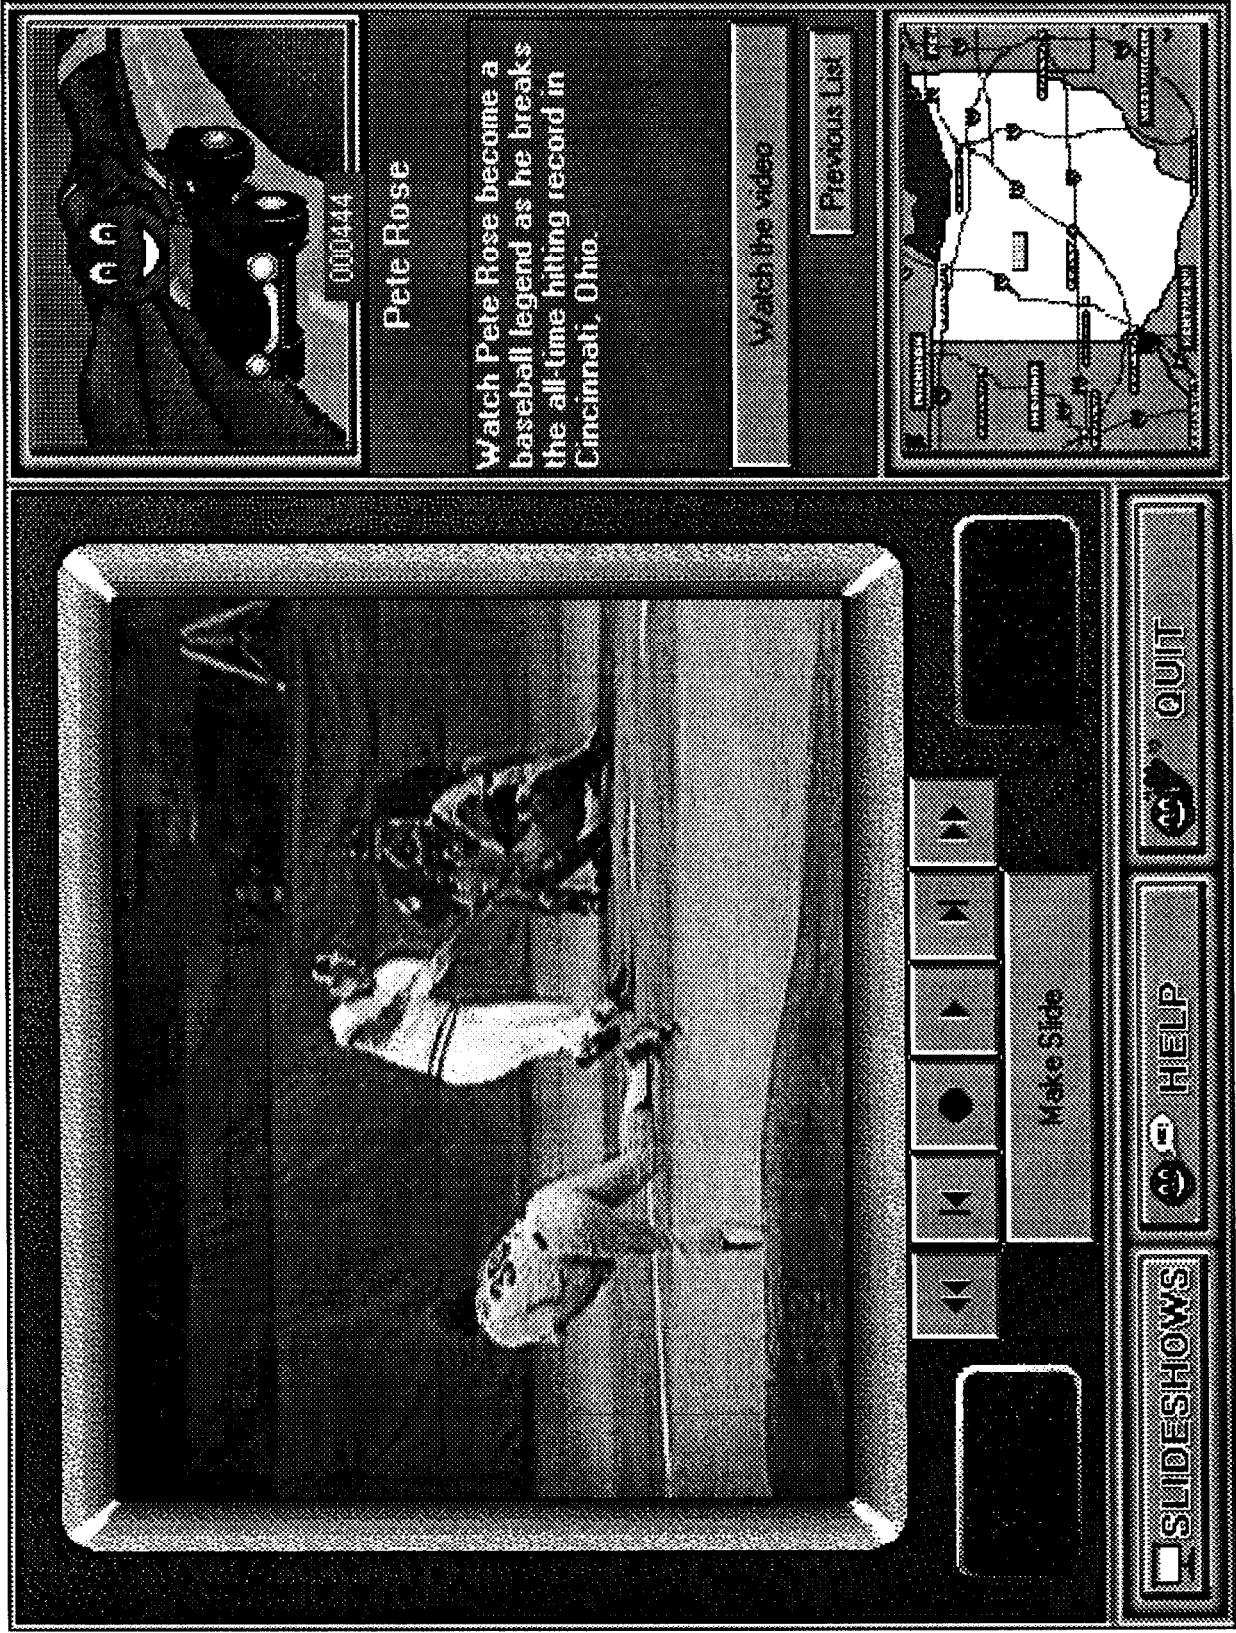 000444
Pete Rose
Watch Pete Rose become a
baseball legend as he breaks
the all-time hitting record in
Cincinnati, Ohio.
Watch the video
Previous List
Make Slide
SLIDESHOWS
HELP
QUIT